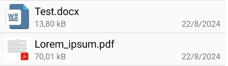 Test.docx
13,80 kB 22/8/2024
Lorem_ipsum.pdf
70,01 kB 22/8/2024